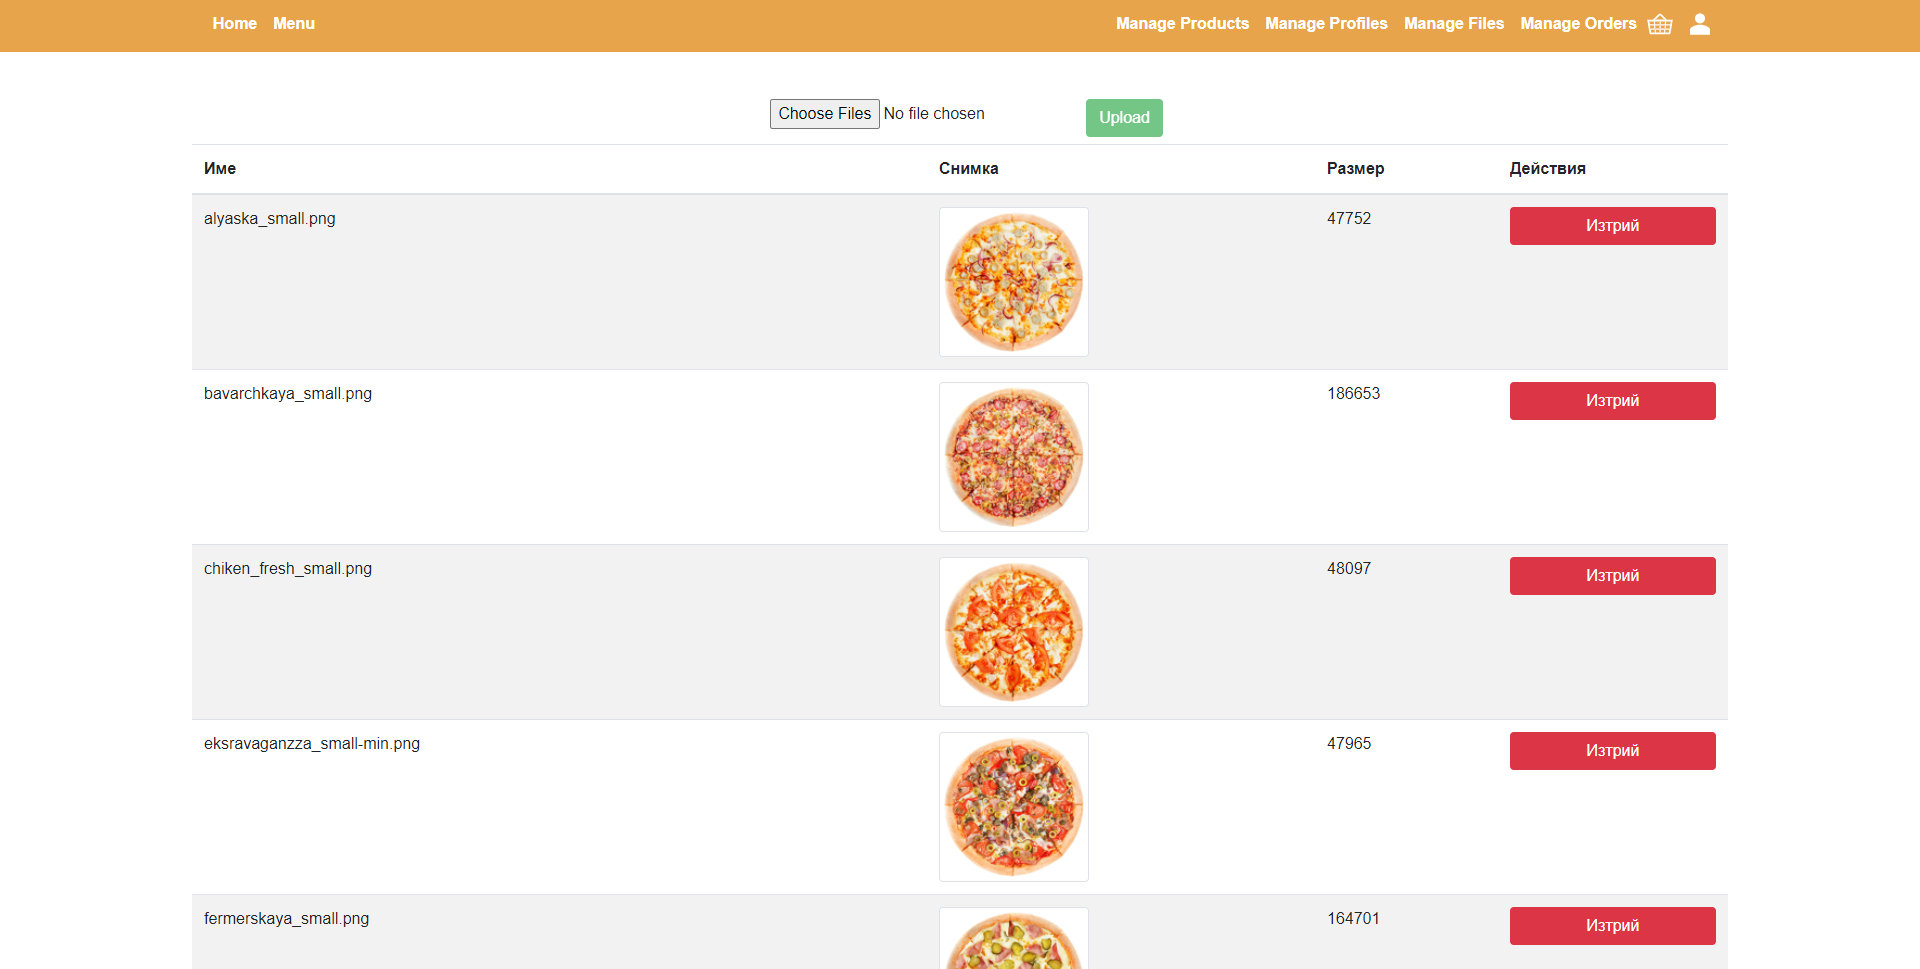 Home Menu Manage Products Manage Profiles Manage Files Manage Orders
Choose Files No file chosen Upload
Име Снимка Размер Действия
alyaska_small.png 47752 Изтрий
bavarchkaya_small.png 186653 Изтрий
chiken_fresh_small.png 48097 Изтрий
eksravaganzza_small-min.png 47965 Изтрий
fermerskaya_small.png 164701 Изтрий